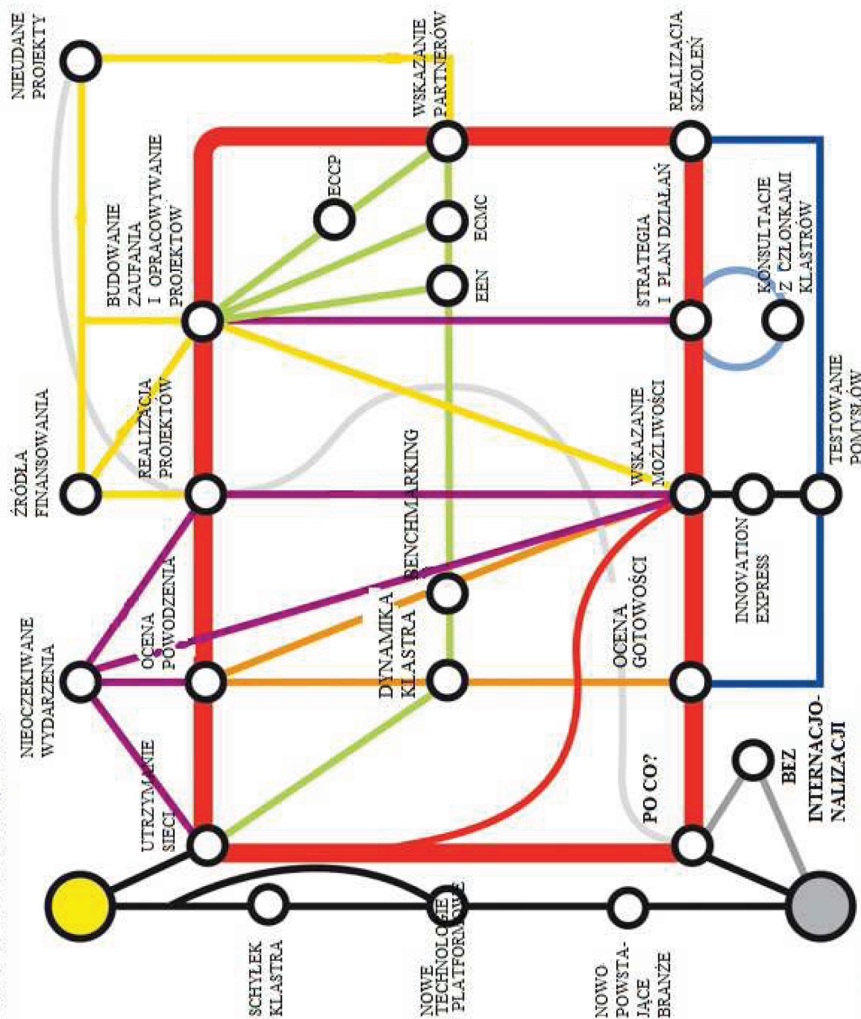 NIEOCZEKIWANE
WYDARZENIA
ŹRÓDŁA
FINANSOWANIA
NIEUDANE
PROJEKTY
UTRZYMANIE
SIECI
OCENA
POWODZENIA
REALIZACJA
PROJEKTÓW
BUDOWANIE
ZAUFANIA
I OPRACOWYWANIE
PROJEKTOW
SCHYŁEK
KLASTRA
ECCP
NOWE
TECHNOLOGIE
PLATFORMOWE
DYNAMIKA
KLASTRA
BENCHMARKING
WSKAZANIE
PARTNERÓW
EEN
ECMC
NOWO
POWSTA-
JĄCE
BRANŻE
PO CO?
OCENA
GOTOWOŚCI
WSKAZANIE
MOŻLIWOŚCI
STRATEGIA
I PLAN DZIAŁAŃ
REALIZACJA
SZKOLEŃ
BEZ
INTERNACJO-
NALIZACJI
INNOVATION
EXPRESS
KONSULTACJE
Z CZŁONKAMI
KLASTRÓW
TESTOWANIE
POMYSŁÓW